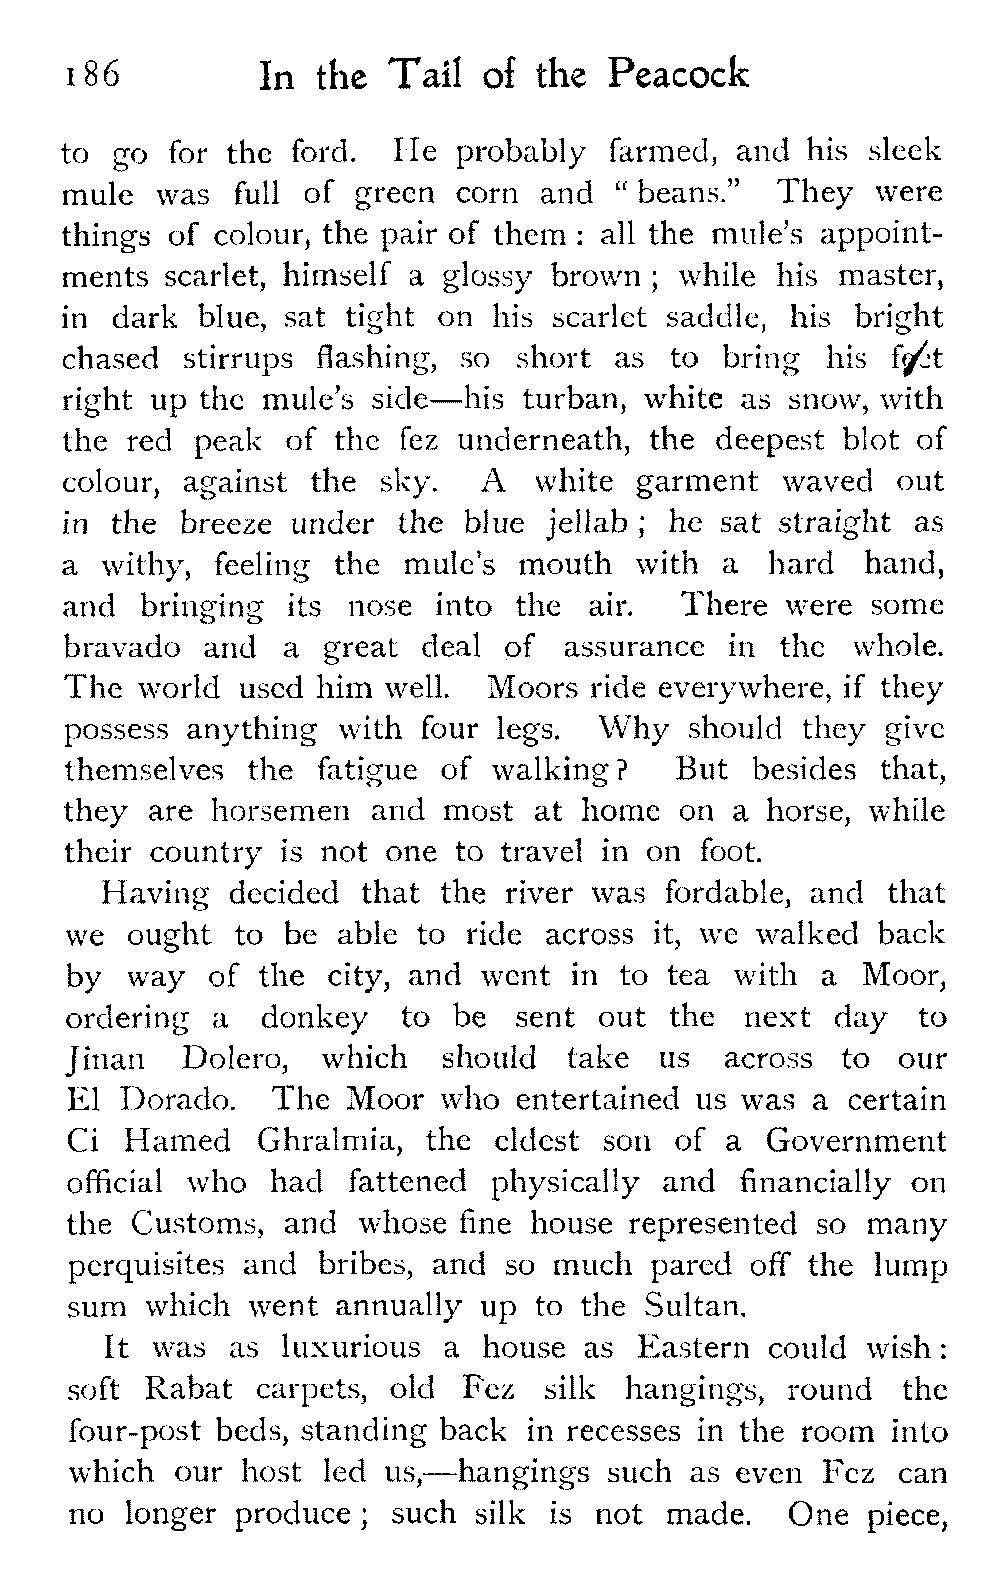 186 In the Tail of the Peacock
to go for the ford. He probably farmed, and his sleek
mule was full of green corn and " beans." They were
things of colour, the pair of them : all the mule's appoint-
ments scarlet, himself a glossy brown ; while his master,
in dark blue, sat tight on his scarlet saddle, his bright
chased stirrups flashing, so short as to bring his feet
right up the mule's side—his turban, white as snow, with
the red peak of the fez underneath, the deepest blot of
colour, against the sky. A white garment waved out
in the breeze under the blue jellab ; he sat straight as
a withy, feeling the mule's mouth with a hard hand,
and bringing its nose into the air. There were some
bravado and a great deal of assurance in the whole.
The world used him well. Moors ride everywhere, if they
possess anything with four legs. Why should they give
themselves the fatigue of walking? But besides that,
they are horsemen and most at home on a horse, while
their country is not one to travel in on foot.
Having decided that the river was fordable, and that
we ought to be able to ride across it, we walked back
by way of the city, and went in to tea with a Moor,
ordering a donkey to be sent out the next day to
Jinan Dolero, which should take us across to our
El Dorado. The Moor who entertained us was a certain
Ci Hamed Ghralmia, the eldest son of a Government
official who had fattened physically and financially on
the Customs, and whose fine house represented so many
perquisites and bribes, and so much pared off the lump
sum which went annually up to the Sultan.
It was as luxurious a house as Eastern could wish:
soft Rabat carpets, old Fez silk hangings, round the
four-post beds, standing back in recesses in the room into
which our host led us,—hangings such as even Fez can
no longer produce ; such silk is not made. One piece,